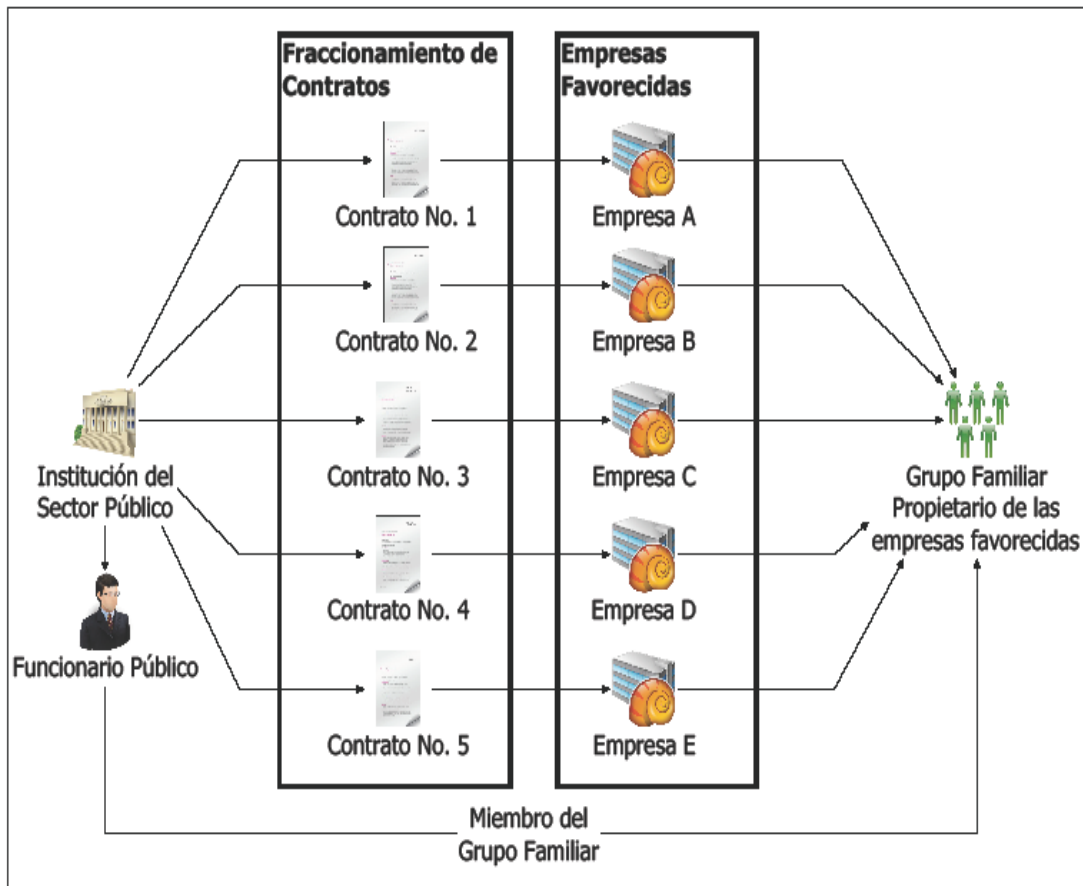 Fraccionamiento de
Contratos
Empresas
Favorecidas
Contrato No. 1
Empresa A
Contrato No. 2
Empresa B
Institución del
Sector Público
Contrato No. 3
Empresa C
Grupo Familiar
Propietario de las
empresas favorecidas
Contrato No. 4
Empresa D
Funcionario Público
Contrato No. 5
Empresa E
Miembro del
Grupo Familiar